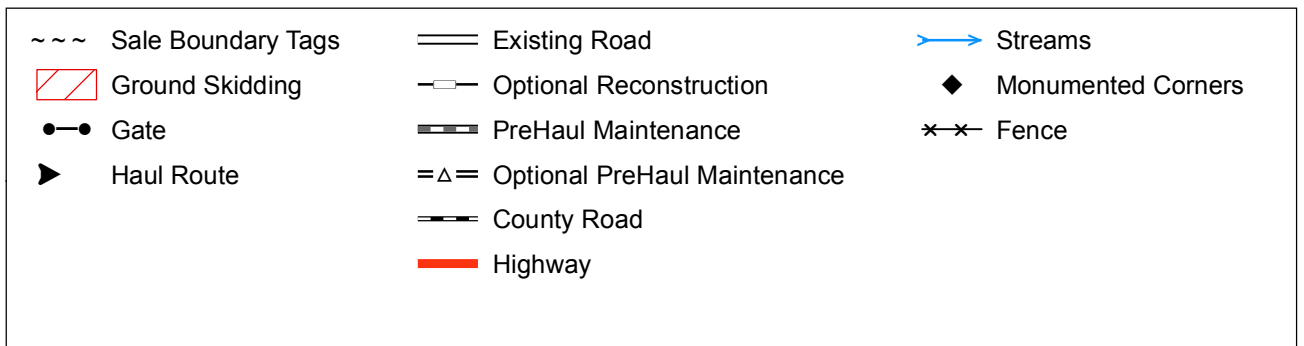 Sale Boundary Tags
Ground Skidding
Gate
Haul Route
Existing Road
Optional Reconstruction
PreHaul Maintenance
Optional PreHaul Maintenance
County Road
Highway
Streams
Monumented Corners
Fence